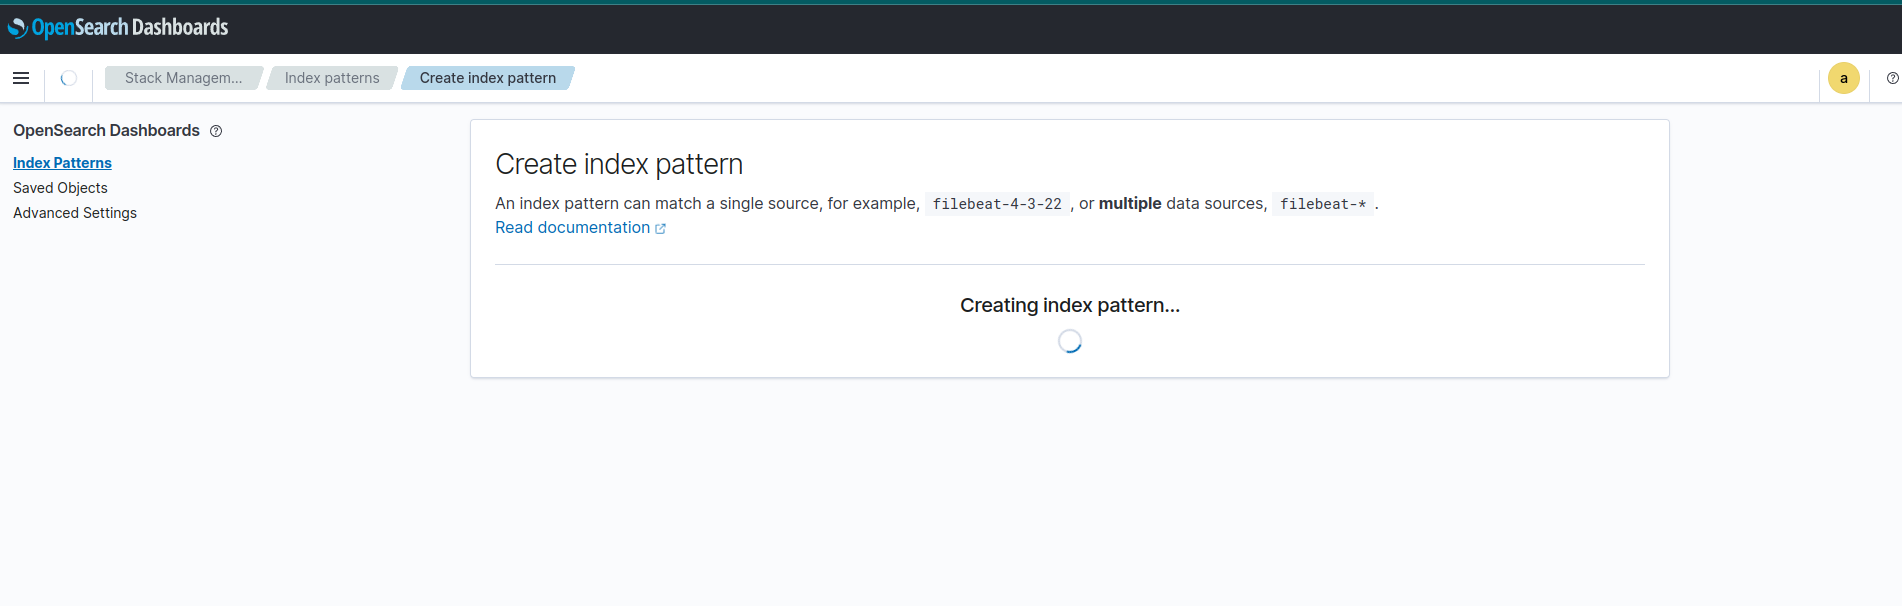 OpenSearch Dashboards
Stack Managem...
Index patterns
Create index pattern
a
OpenSearch Dashboards
Index Patterns
Saved Objects
Advanced Settings
Create index pattern
An index pattern can match a single source, for example, filebeat-4-3-22 , or multiple data sources, filebeat-* .
Read documentation
Creating index pattern...